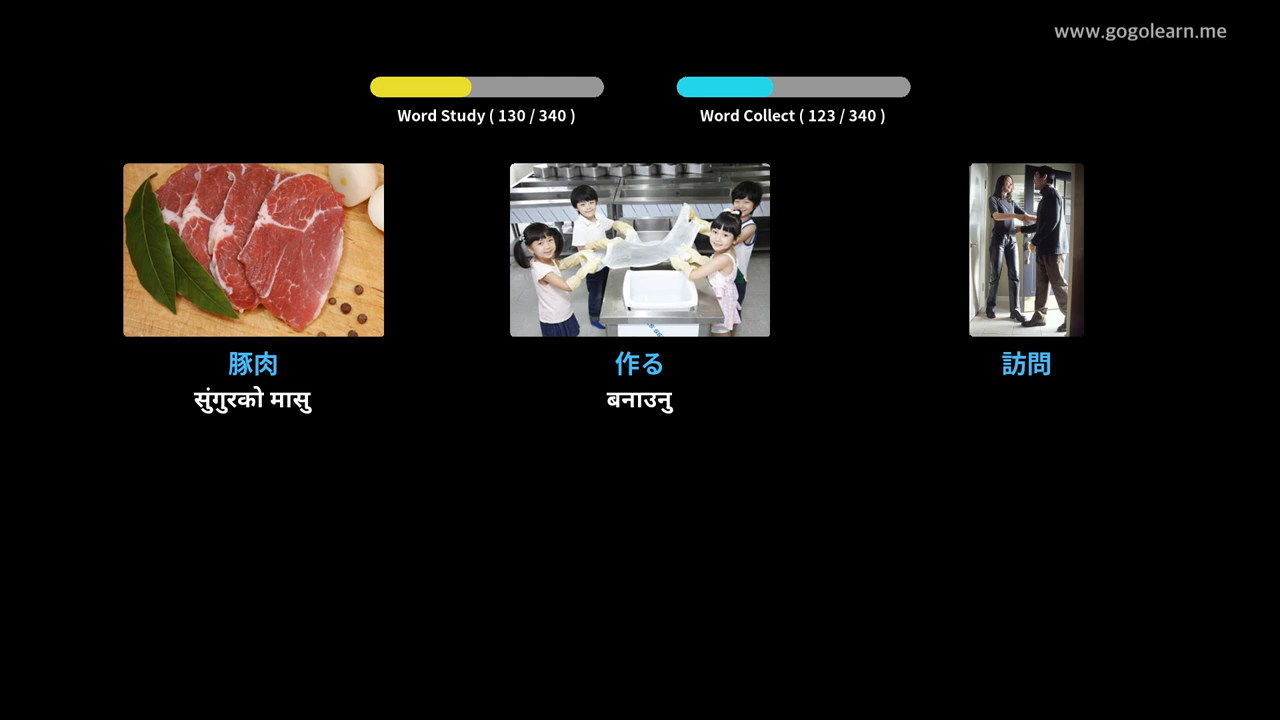 www.gogolearn.me
Word Study ( 130 / 340 )
Word Collect ( 123 / 340 )
豚肉
सुंगुरको मासु
作る
बनाउनु
訪問